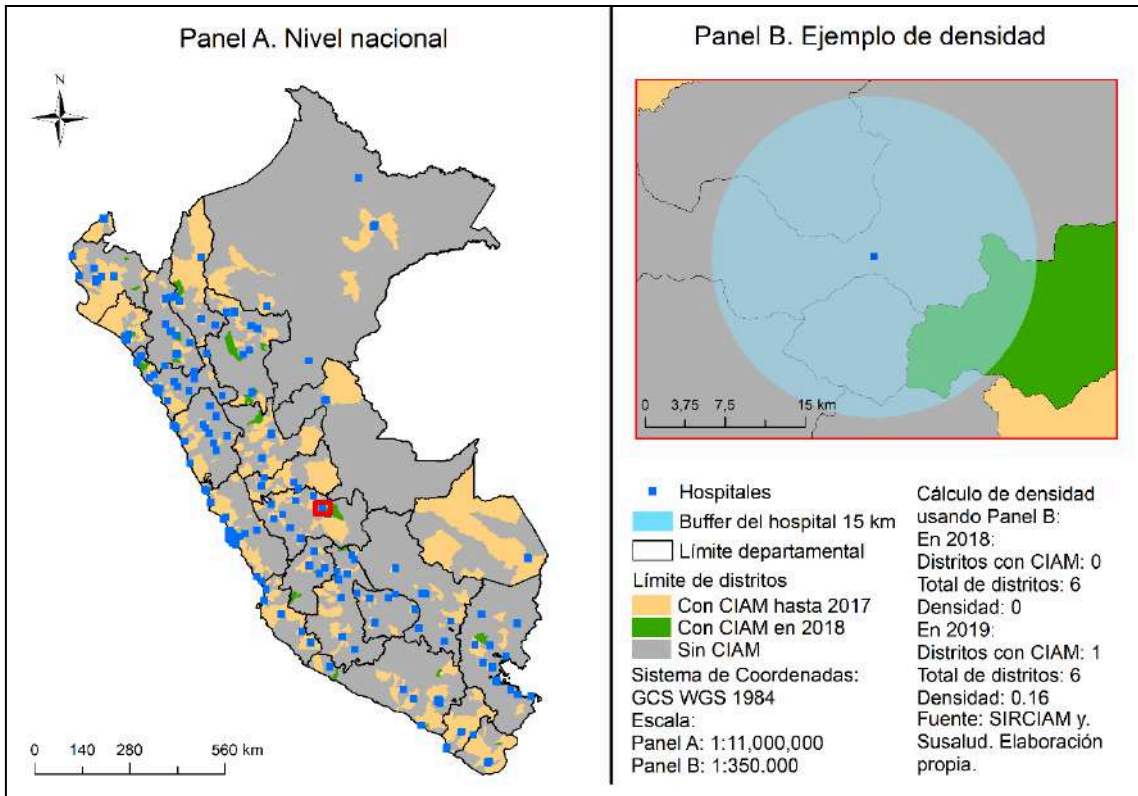 Panel A. Nivel nacional
N
0 140 280 560 km
Panel B. Ejemplo de densidad
0 3,75 7,5 15 km
Hospitales
Buffer del hospital 15 km
Límite departamental
Límite de distritos
Con CIAM hasta 2017
Con CIAM en 2018
Sin CIAM
Sistema de Coordenadas:
GCS WGS 1984
Escala:
Panel A: 1:11,000,000
Panel B: 1:350.000
Cálculo de densidad
usando Panel B:
En 2018:
Distritos con CIAM: 0
Total de distritos: 6
Densidad: 0
En 2019:
Distritos con CIAM: 1
Total de distritos: 6
Densidad: 0.16
Fuente: SIRCIAM y.
Susalud. Elaboración
propia.